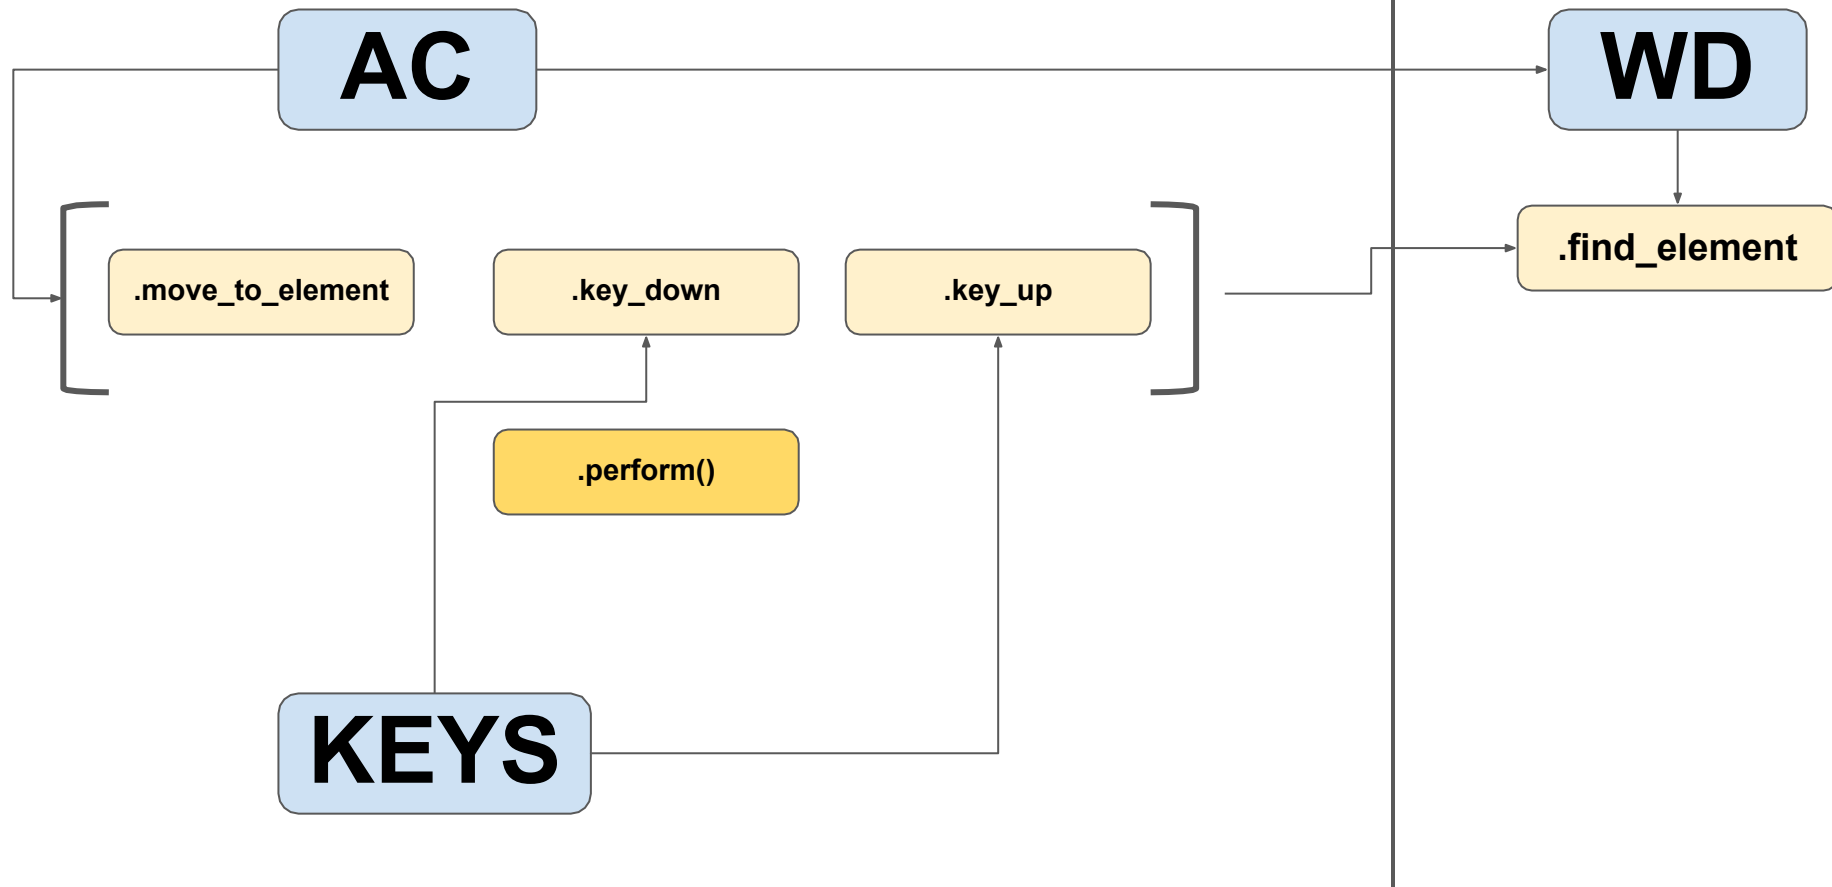 AC
WD
.move_to_element
.key_down
.key_up
.find_element
.perform()
KEYS